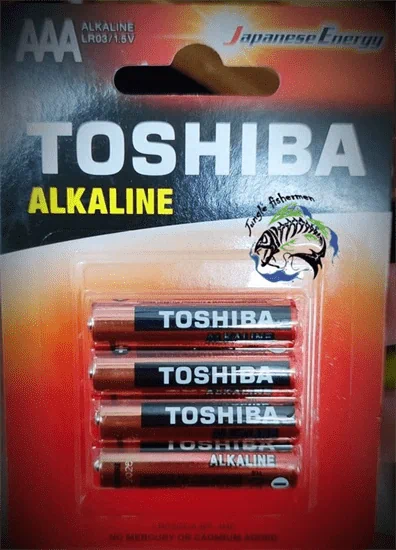 AAA
ALKALINE
LR03/1.5V
Japanese Energy
TOSHIBA
ALKALINE
Jungle fishermen
TOSHIBA
ALKALINE
TOSHIBA
ALKALINE
TOSHIBA
TOSHIBA
ALKALINE
NO MERCURY OR CADMIUM ADDED